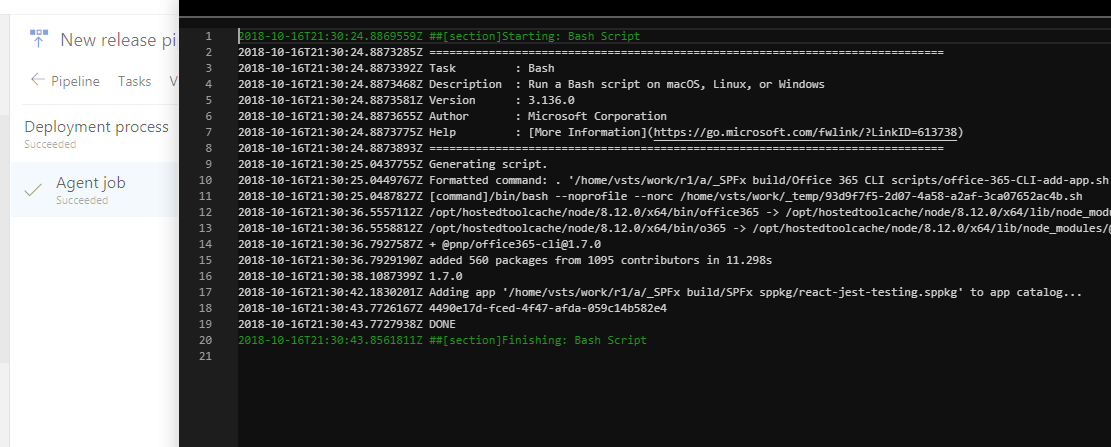 New release pi
Pipeline Tasks V
Deployment process
Succeeded
Agent job
Succeeded
1 2018-10-16T21:30:24.8869559Z ##[section]Starting: Bash Script
2 2018-10-16T21:30:24.8873285Z ==============================================================================
3 2018-10-16T21:30:24.8873392Z Task : Bash
4 2018-10-16T21:30:24.8873468Z Description : Run a Bash script on macOS, Linux, or Windows
5 2018-10-16T21:30:24.8873581Z Version : 3.136.0
6 2018-10-16T21:30:24.8873655Z Author : Microsoft Corporation
7 2018-10-16T21:30:24.8873775Z Help : [More Information](https://go.microsoft.com/fwlink/?LinkID=613738)
8 2018-10-16T21:30:24.8873893Z ==============================================================================
9 2018-10-16T21:30:25.0437755Z Generating script.
10 2018-10-16T21:30:25.0449767Z Formatted command: . '/home/vsts/work/r1/a/_SPFx build/Office 365 CLI scripts/office-365-CLI-add-app.sh
11 2018-10-16T21:30:25.0487827Z [command]/bin/bash --noprofile --norc /home/vsts/work/_temp/93d9f7f5-2d07-4a58-a2af-3ca07652ac4b.sh
12 2018-10-16T21:30:36.5557112Z /opt/hostedtoolcache/node/8.12.0/x64/bin/office365 -> /opt/hostedtoolcache/node/8.12.0/x64/lib/node_mod
13 2018-10-16T21:30:36.5558812Z /opt/hostedtoolcache/node/8.12.0/x64/bin/o365 -> /opt/hostedtoolcache/node/8.12.0/x64/lib/node_modules/@
14 2018-10-16T21:30:36.7927587Z + @pnp/office365-cli@1.7.0
15 2018-10-16T21:30:36.7929190Z added 560 packages from 1095 contributors in 11.298s
16 2018-10-16T21:30:38.1087399Z 1.7.0
17 2018-10-16T21:30:42.1830201Z Adding app '/home/vsts/work/r1/a/_SPFx build/SPFx sppkg/react-jest-testing.sppkg' to app catalog...
18 2018-10-16T21:30:43.7726167Z 4490e17d-fced-4f47-afda-059c14b582e4
19 2018-10-16T21:30:43.7727938Z DONE
20 2018-10-16T21:30:43.8561811Z ##[section]Finishing: Bash Script
21